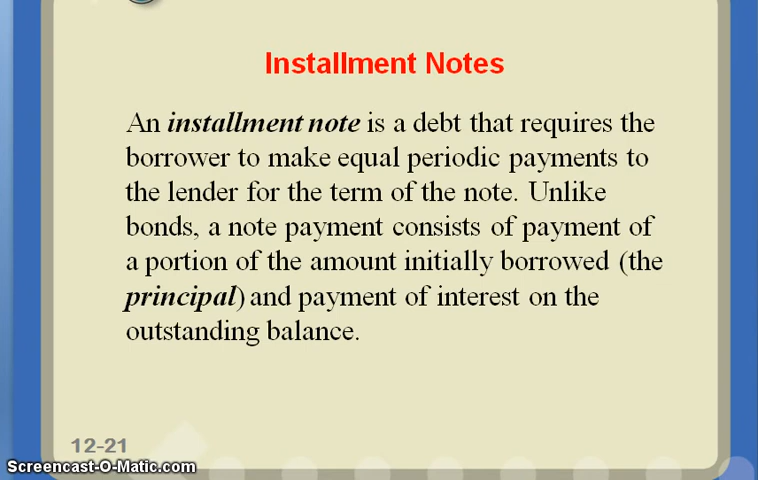 Installment Notes
An installment note is a debt that requires the
borrower to make equal periodic payments to
the lender for the term of the note. Unlike
bonds, a note payment consists of payment of
a portion of the amount initially borrowed (the
principal) and payment of interest on the
outstanding balance.
12-21
Screencast-O-Matic.com